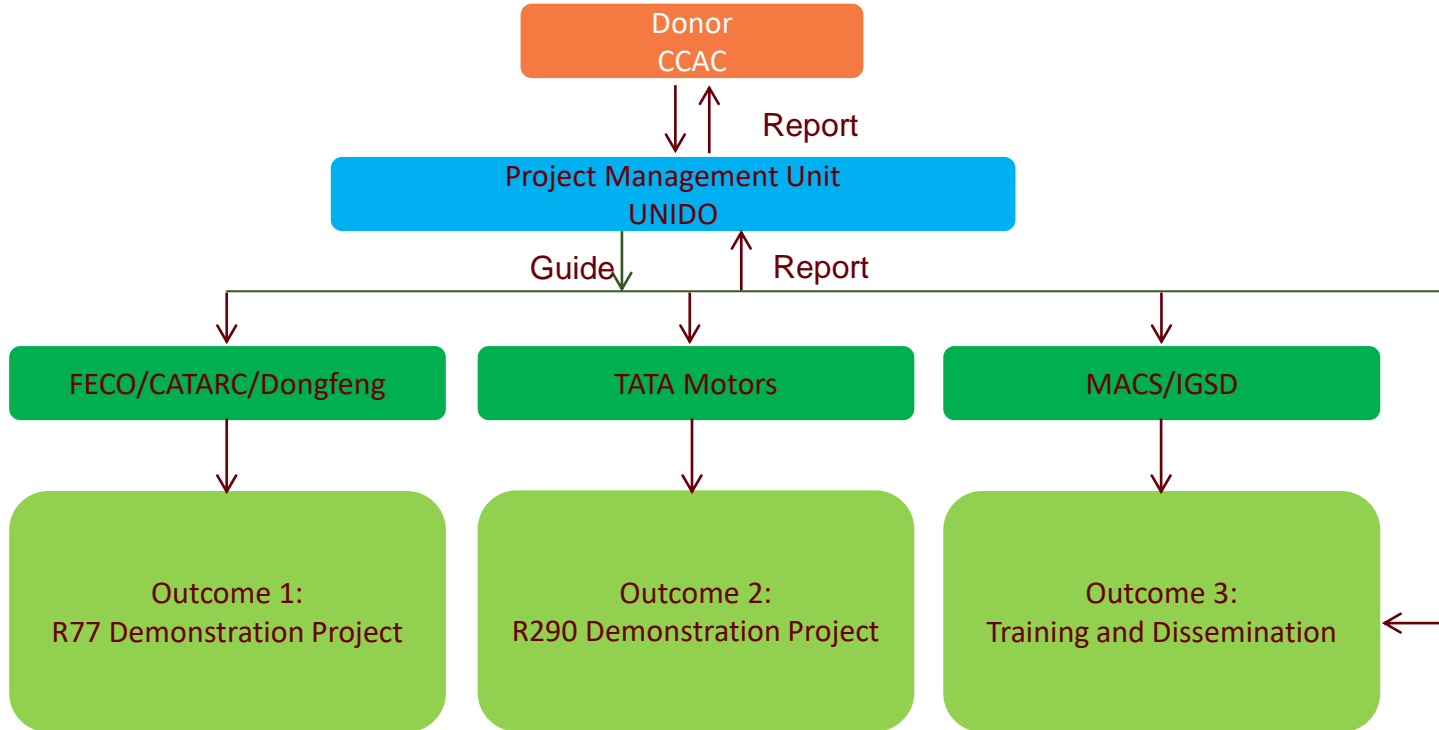 Donor
CCAC
Report
Project Management Unit
UNIDO
Guide
Report
FECO/CATARC/Dongfeng
TATA Motors
MACS/IGSD
Outcome 1:
R77 Demonstration Project
Outcome 2:
R290 Demonstration Project
Outcome 3:
Training and Dissemination